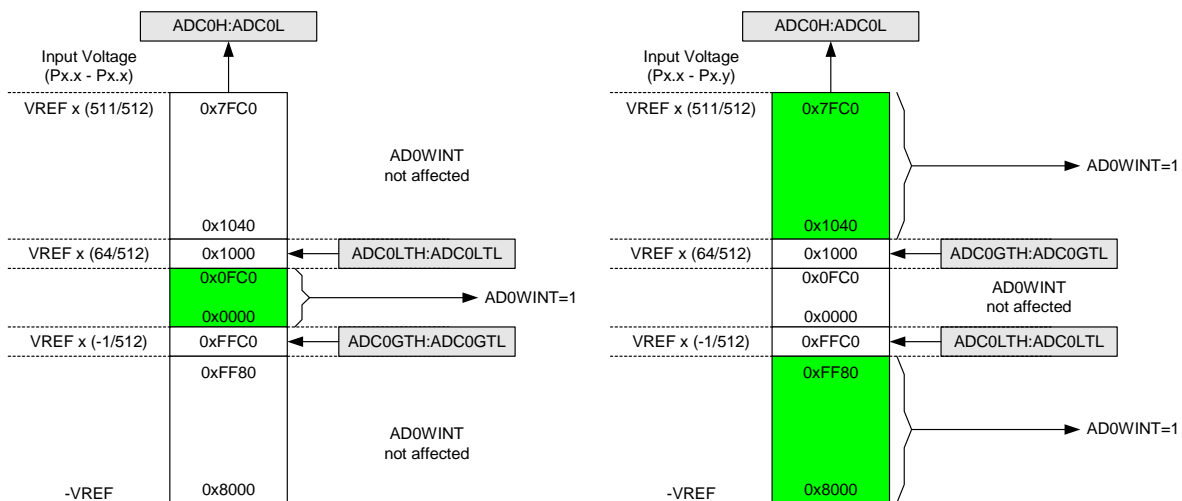 ADC0H:ADC0L
Input Voltage
(Px.x - Px.x)
VREF x (511/512)
0x7FC0
AD0WINT
not affected
0x1040
VREF x (64/512)
0x1000
ADC0LTH:ADC0LTL
0x0FC0
AD0WINT=1
0x0000
VREF x (-1/512)
0xFFC0
ADC0GTH:ADC0GTL
0xFF80
AD0WINT
not affected
-VREF
0x8000
ADC0H:ADC0L
Input Voltage
(Px.x - Px.y)
VREF x (511/512)
0x7FC0
AD0WINT=1
0x1040
VREF x (64/512)
0x1000
ADC0GTH:ADC0GTL
0x0FC0
AD0WINT
not affected
0x0000
VREF x (-1/512)
0xFFC0
ADC0LTH:ADC0LTL
0xFF80
AD0WINT=1
-VREF
0x8000